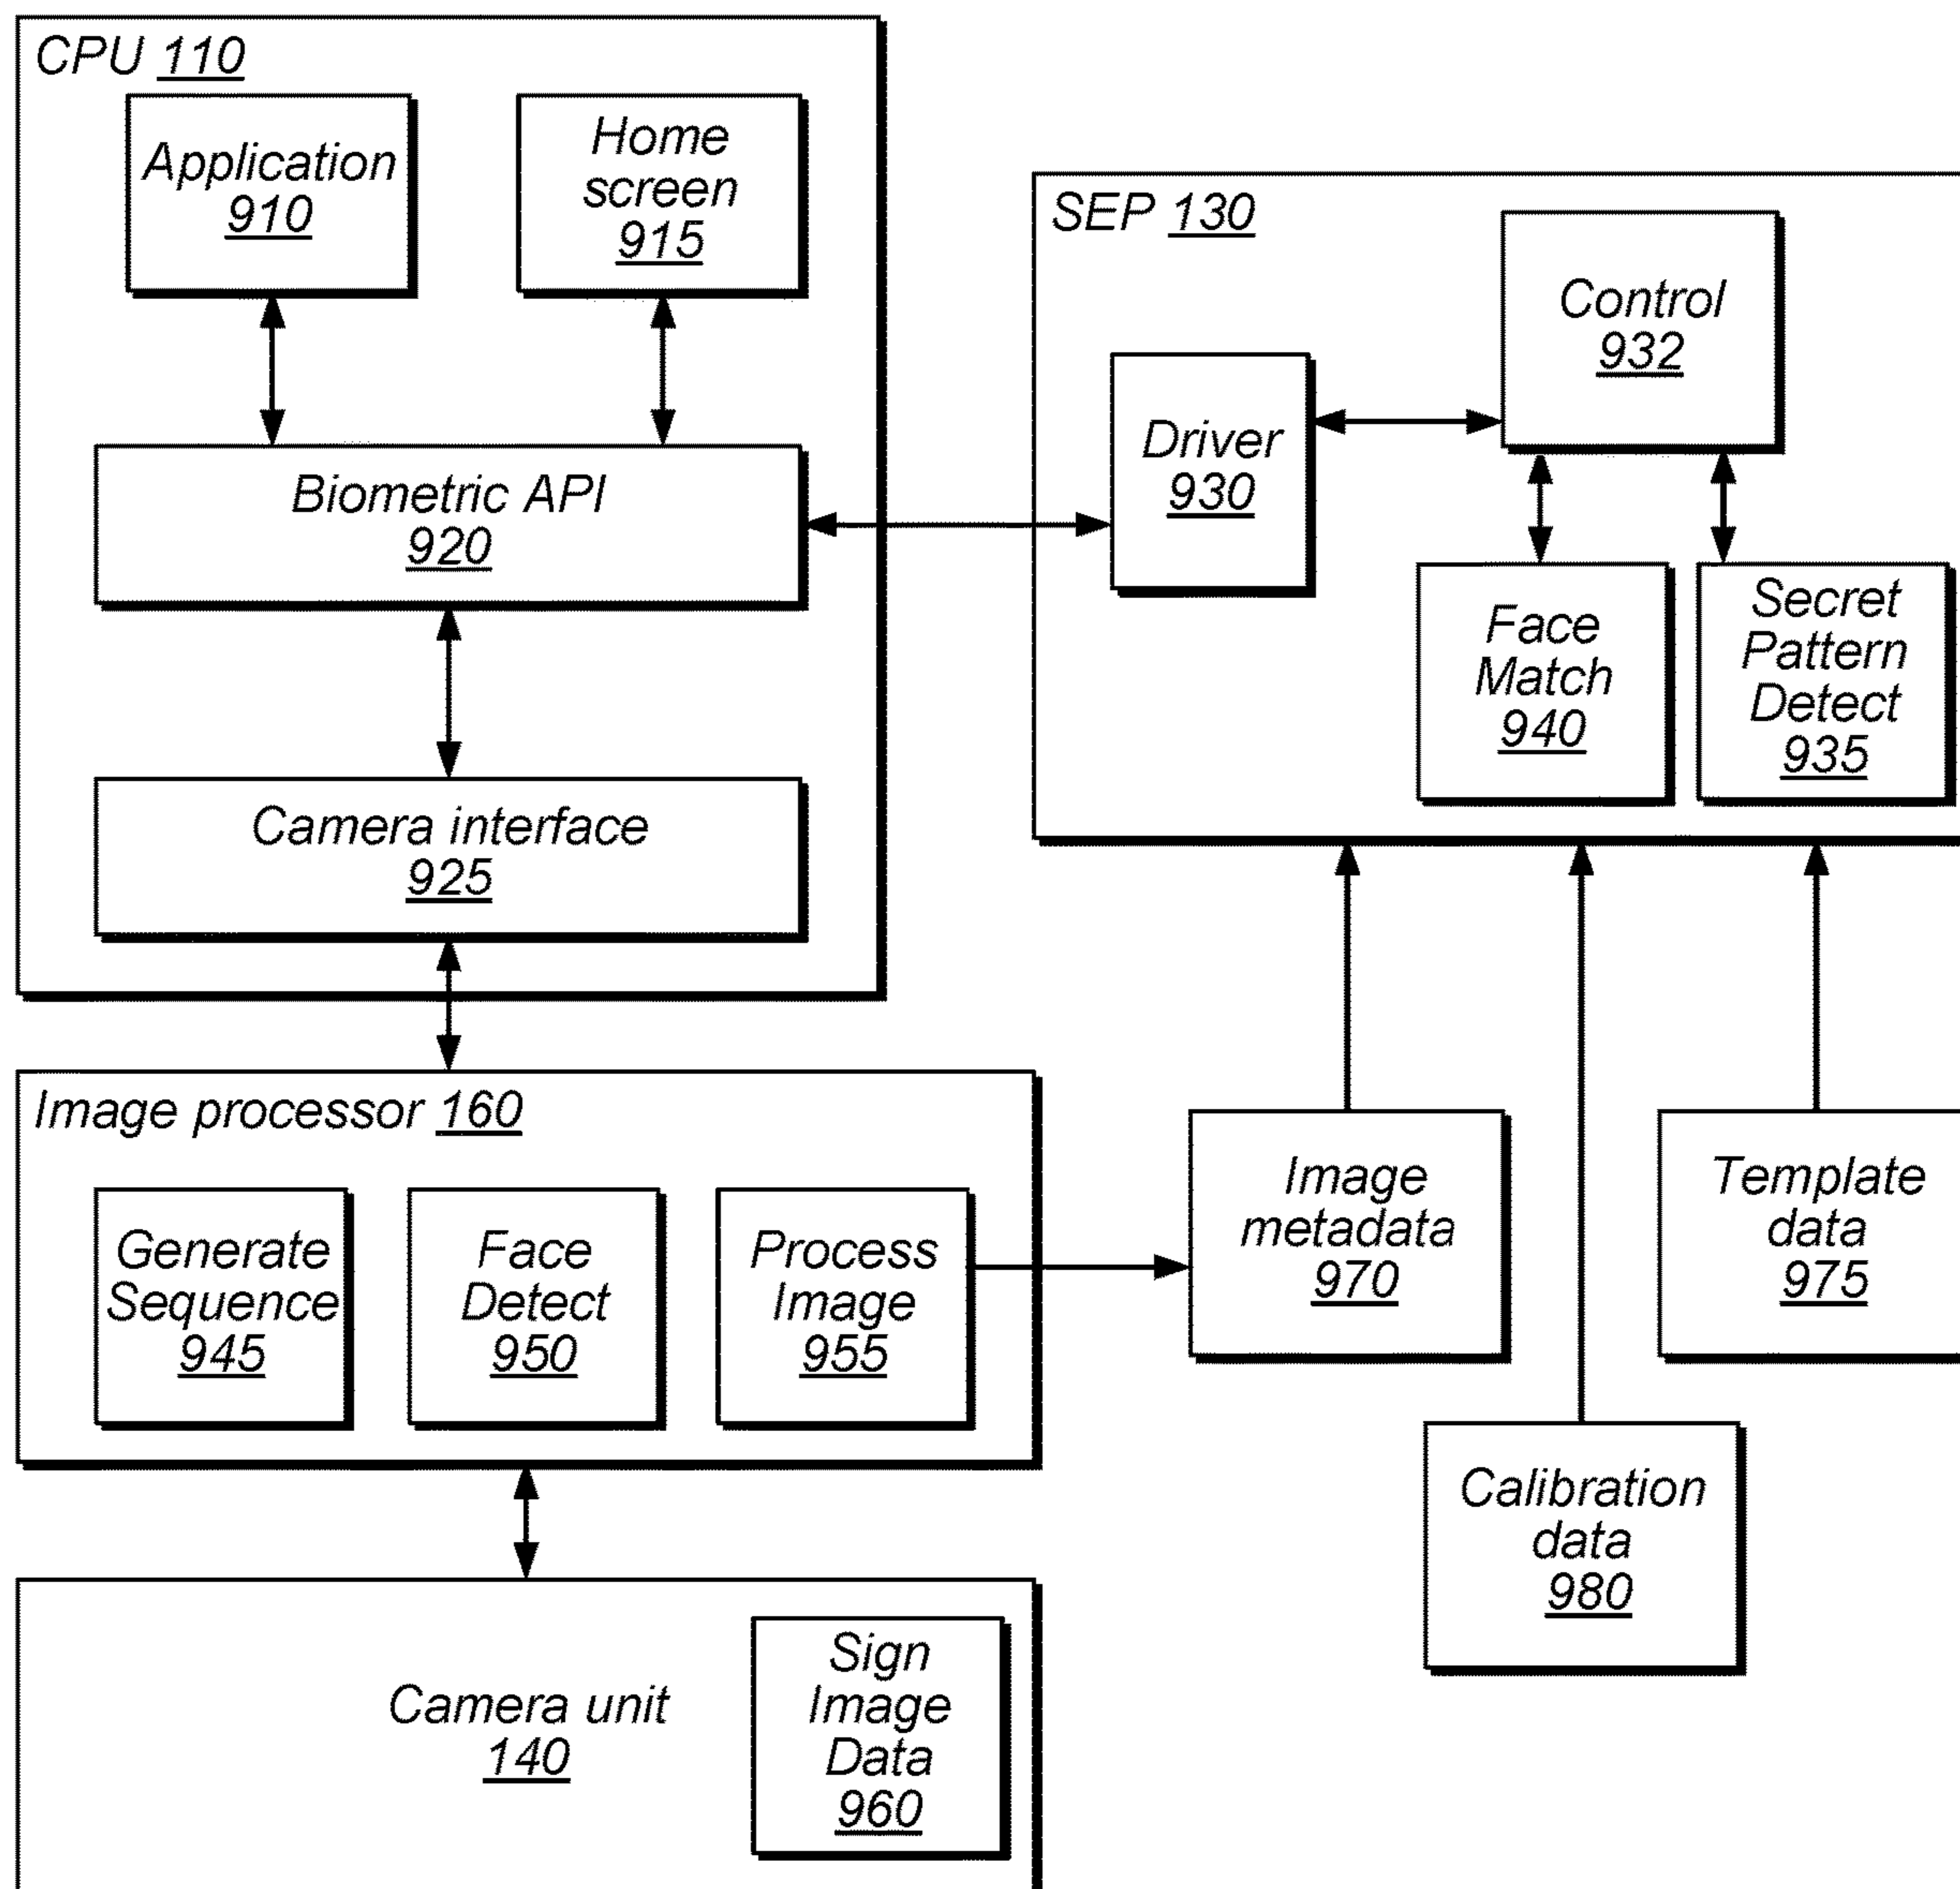 CPU 110
Application
910
Home
screen
915
Biometric API
920
Camera interface
925
SEP 130
Control
932
Driver
930
Face
Match
940
Secret
Pattern
Detect
935
Image processor 160
Generate
Sequence
945
Face
Detect
950
Process
Image
955
Image
metadata
970
Template
data
975
Calibration
data
980
Camera unit
140
Sign
Image
Data
960